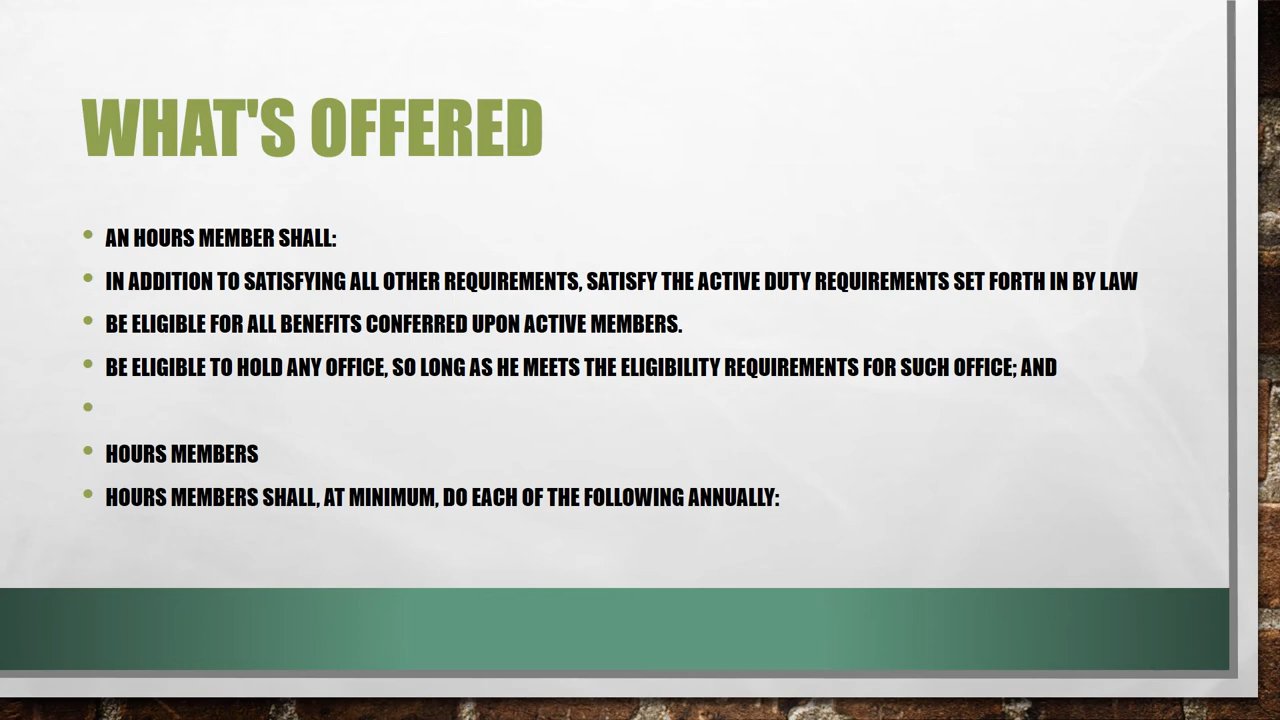 WHAT'S OFFERED
• AN HOURS MEMBER SHALL:
• IN ADDITION TO SATISFYING ALL OTHER REQUIREMENTS, SATISFY THE ACTIVE DUTY REQUIREMENTS SET FORTH IN BY LAW
• BE ELIGIBLE FOR ALL BENEFITS CONFERRED UPON ACTIVE MEMBERS.
• BE ELIGIBLE TO HOLD ANY OFFICE, SO LONG AS HE MEETS THE ELIGIBILITY REQUIREMENTS FOR SUCH OFFICE; AND
•
• HOURS MEMBERS
• HOURS MEMBERS SHALL, AT MINIMUM, DO EACH OF THE FOLLOWING ANNUALLY: